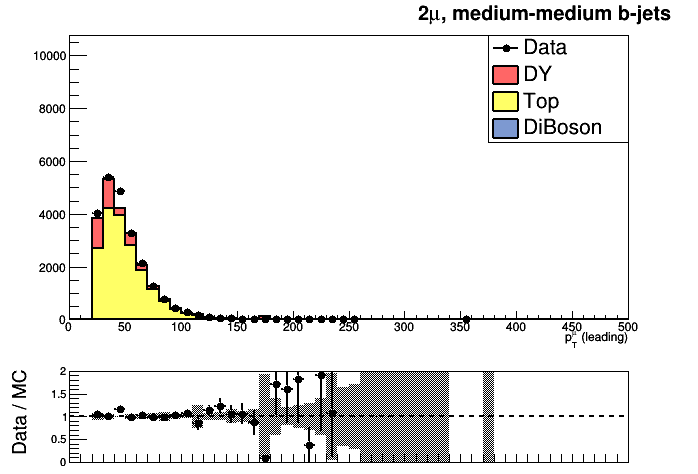 2μ, medium-medium b-jets
Data
DY
Top
DiBoson
10000
8000
6000
4000
2000
0
0 50 100 150 200 250 300 350 400 450 500
p_T^μ (leading)
Data / MC
2
1.5
1
0.5
0